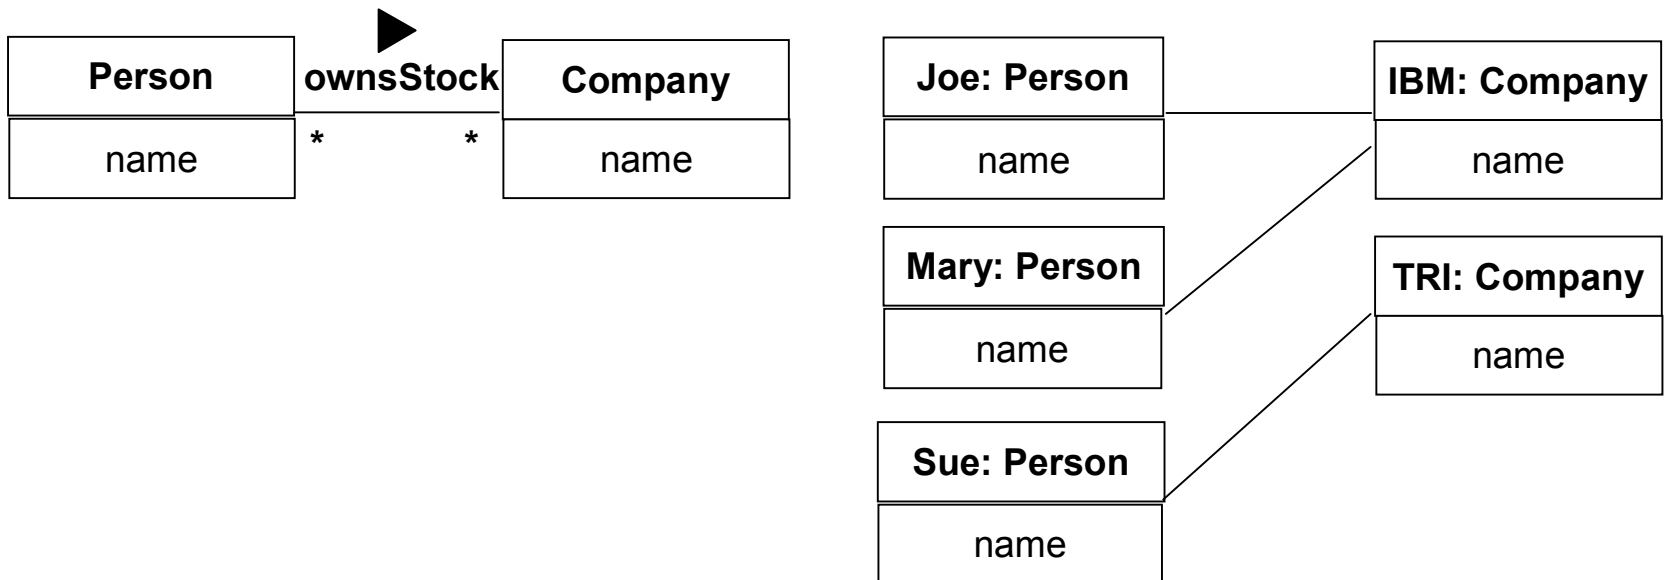 Person
ownsStock
Company
name
*
*
name
Joe: Person
name
IBM: Company
name
Mary: Person
name
TRI: Company
name
Sue: Person
name